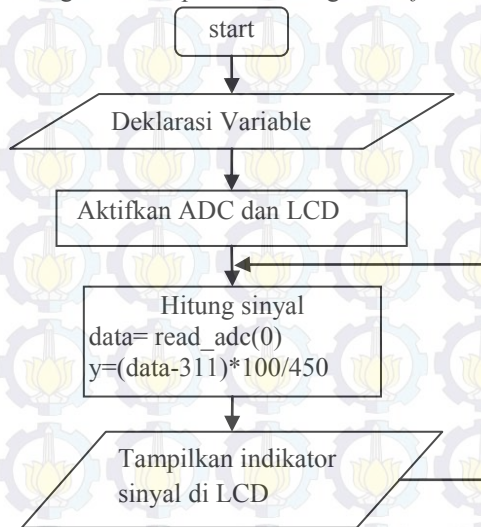 start
Deklarasi Variable
Aktifkan ADC dan LCD
Hitung sinyal
data= read_adc(0)
y=(data-311)*100/450
Tampilkan indikator
sinyal di LCD